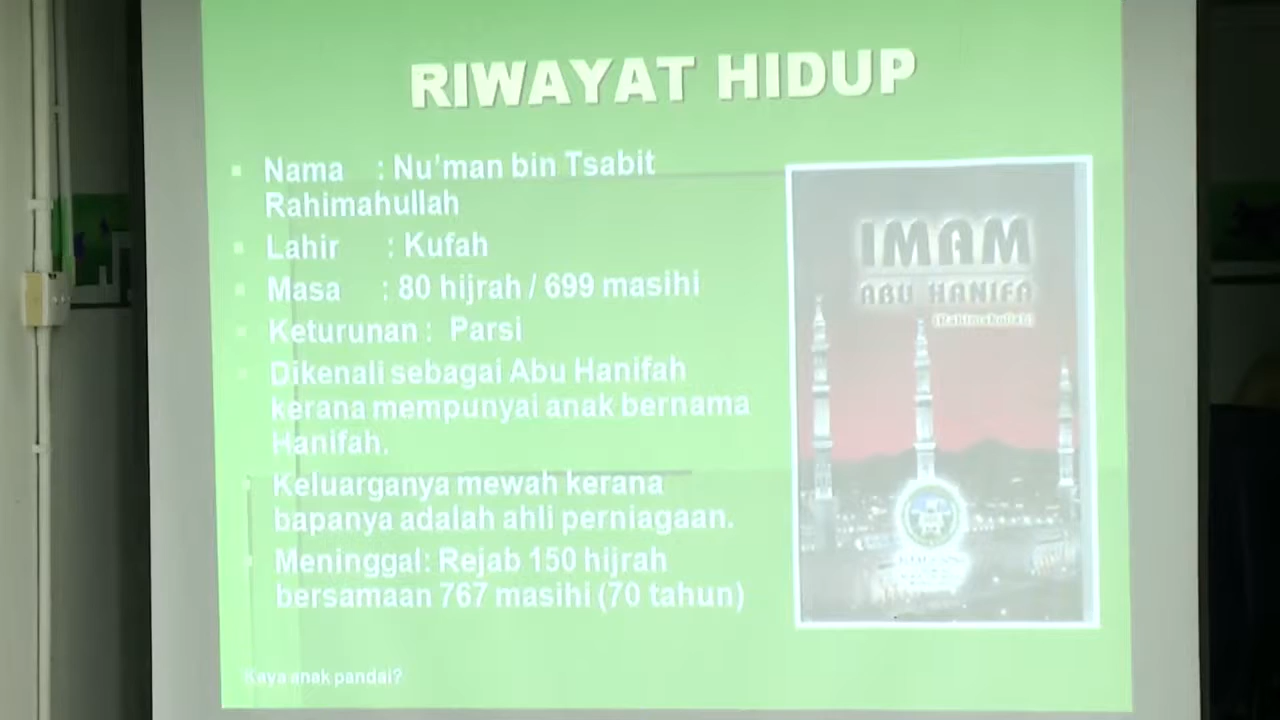 RIWAYAT HIDUP
Nama : Nu'man bin Tsabit
Rahimahullah
Lahir : Kufah
Masa : 80 hijrah / 699 masihi
Keturunan : Parsi
Dikenali sebagai Abu Hanifah
kerana mempunyai anak bernama
Hanifah.
Keluarganya mewah kerana
bapanya adalah ahli perniagaan.
Meninggal: Rejab 150 hijrah
bersamaan 767 masihi (70 tahun)
Kaya anak pandai?
IMAM
ABU HANIFA
(Rahimahullah)